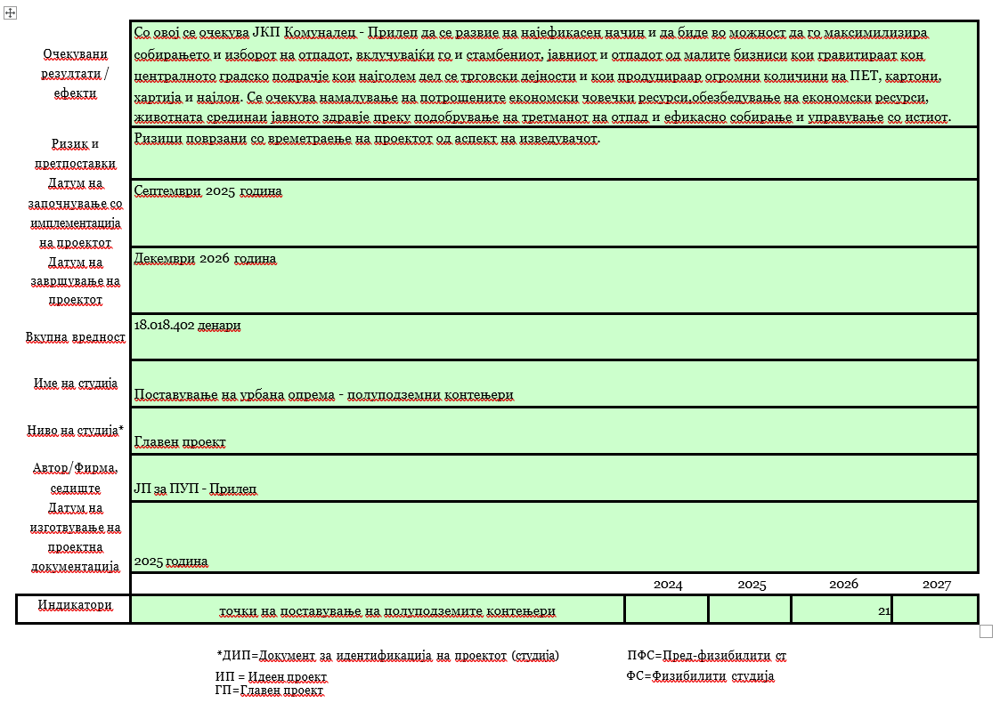 Очекувани
резултати /
ефекти
Со овој се очекува ЈКП Комуналец - Прилеп да се развие на најефикасен начин и да биде во можност да го максимилизира
собирањето и изборот на отпадот, вклучувајќи го и стамбениот, јавниот и отпадот од малите бизниси кои гравитираат кон
централното градско подрачје кои најголем дел се трговски дејности и кои продуцираар огромни количини на ПЕТ, картони,
хартија и најлон. Се очекува намалување на потрошените економски човечки ресурси,обезбедување на економски ресурси,
животната срединаи јавното здравје преку подобрување на третманот на отпад и ефикасно собирање и управување со истиот.
Ризик и
претпоставки
Ризици поврзани со времетраење на проектот од аспект на изведувачот.
Датум на
започнување со
имплементација
на проектот
Септември 2025 година
Датум на
завршување на
проектот
Декември 2026 година
Вкупна вредност
18.018.402 денари
Име на студија
Поставување на урбана опрема - полуподземни контењери
Ниво на студија*
Главен проект
Автор/Фирма,
седиште
ЈП за ПУП - Прилеп
Датум на
изготвување на
проектна
документација
2025 година
2024 2025 2026 2027
Индикатори
точки на поставување на полуподземите контењери 21
*ДИП=Документ за идентификација на проектот (студија) ПФС=Пред-физибилити ст
ИП = Идеен проект ФС=Физибилити студија
ГП=Главен проект